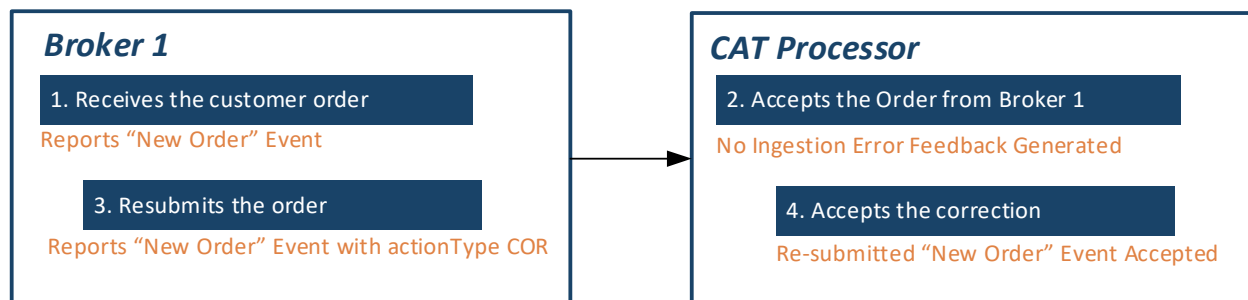 Broker 1
1. Receives the customer order
Reports “New Order” Event
3. Resubmits the order
Reports “New Order” Event with actionType COR
CAT Processor
2. Accepts the Order from Broker 1
No Ingestion Error Feedback Generated
4. Accepts the correction
Re-submitted “New Order” Event Accepted